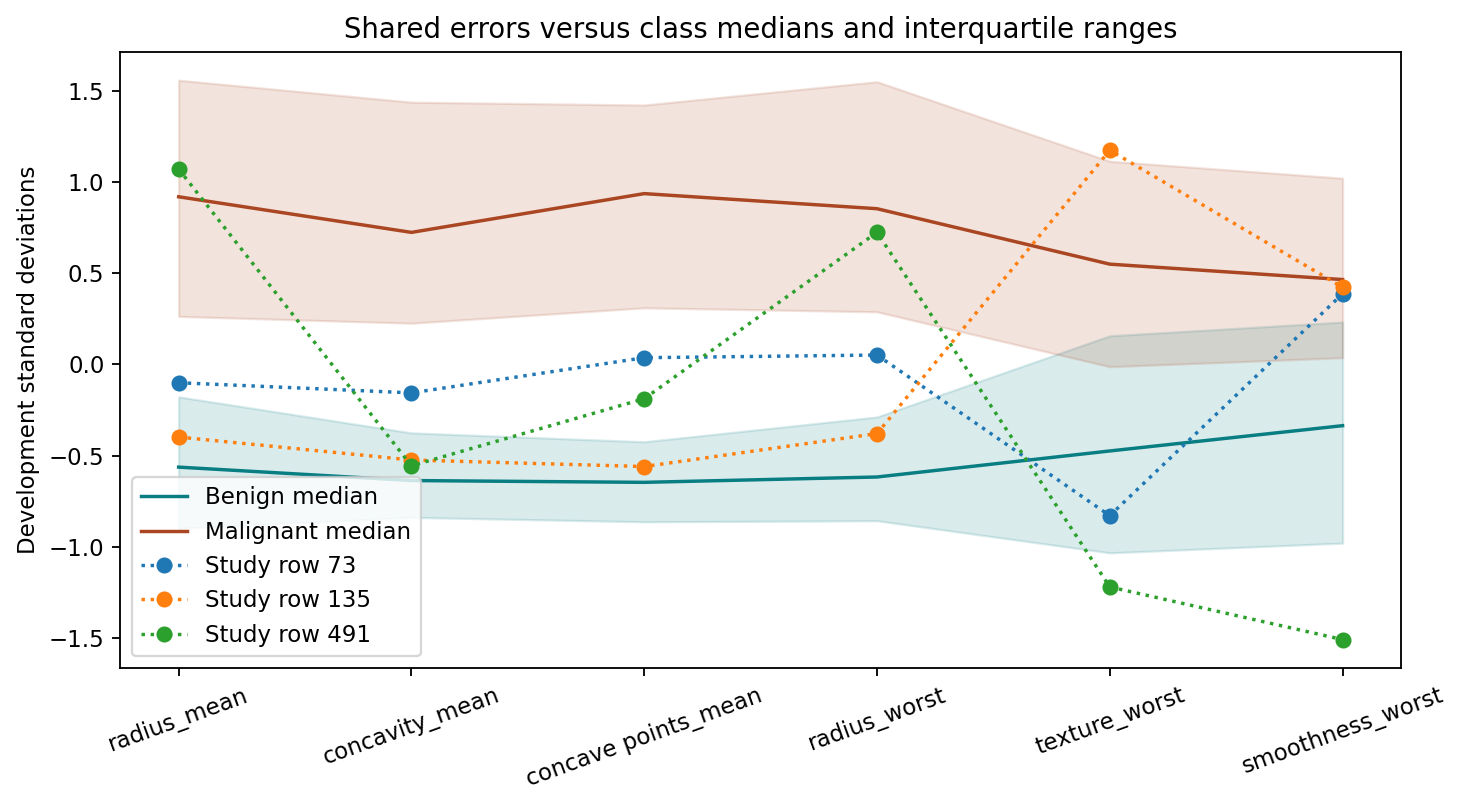 Shared errors versus class medians and interquartile ranges
Development standard deviations
1.5
1.0
0.5
0.0
−0.5
−1.0
−1.5
Benign median
Malignant median
Study row 73
Study row 135
Study row 491
radius_mean
concavity_mean
concave points_mean
radius_worst
texture_worst
smoothness_worst